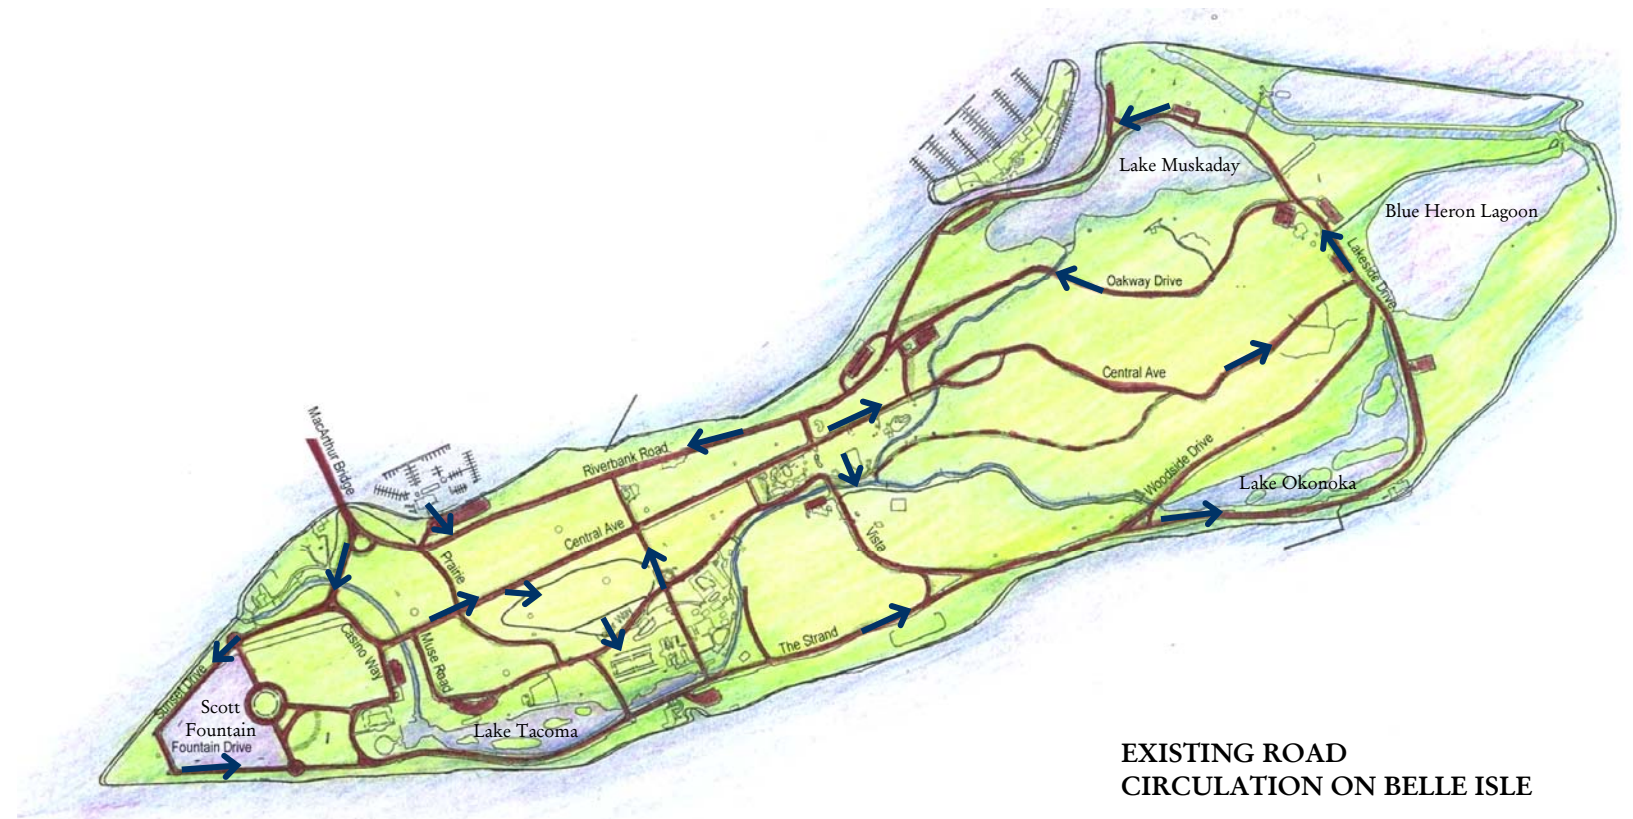 Lake Muskaday
Blue Heron Lagoon
Lakeside Drive
Oakway Drive
Central Ave
MacArthur Bridge
Riverbank Road
Woodside Drive
Lake Okonoka
Central Ave
Vista
Prairie
Way
Casino Way
Muse Road
The Strand
Sunset Drive
Scott
Fountain
Fountain Drive
Lake Tacoma
EXISTING ROAD
CIRCULATION ON BELLE ISLE